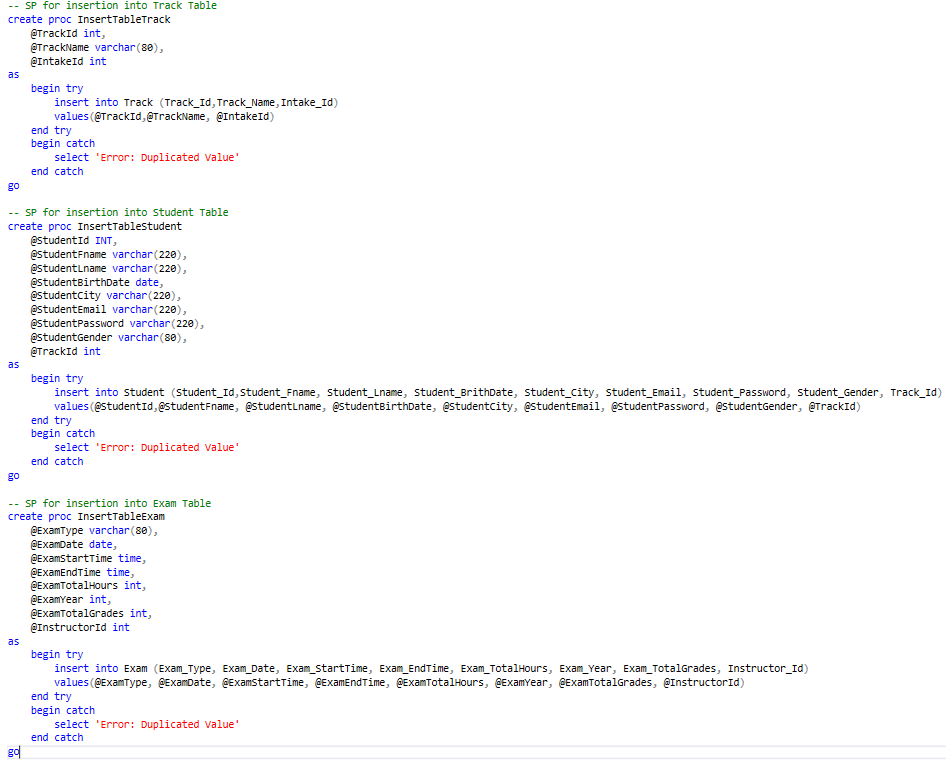 -- SP for insertion into Track Table
create proc InsertTableTrack
    @TrackId int,
    @TrackName varchar(80),
    @IntakeId int
as
    begin try
        insert into Track (Track_Id,Track_Name,Intake_Id)
        values(@TrackId,@TrackName, @IntakeId)
    end try
    begin catch
        select 'Error: Duplicated Value'
    end catch
go

-- SP for insertion into Student Table
create proc InsertTableStudent
    @StudentId INT,
    @StudentFname varchar(220),
    @StudentLname varchar(220),
    @StudentBirthDate date,
    @StudentCity varchar(220),
    @StudentEmail varchar(220),
    @StudentPassword varchar(220),
    @StudentGender varchar(80),
    @TrackId int
as
    begin try
        insert into Student (Student_Id,Student_Fname, Student_Lname, Student_BrithDate, Student_City, Student_Email, Student_Password, Student_Gender, Track_Id)
        values(@StudentId,@StudentFname, @StudentLname, @StudentBirthDate, @StudentCity, @StudentEmail, @StudentPassword, @StudentGender, @TrackId)
    end try
    begin catch
        select 'Error: Duplicated Value'
    end catch
go

-- SP for insertion into Exam Table
create proc InsertTableExam
    @ExamType varchar(80),
    @ExamDate date,
    @ExamStartTime time,
    @ExamEndTime time,
    @ExamTotalHours int,
    @ExamYear int,
    @ExamTotalGrades int,
    @InstructorId int
as
    begin try
        insert into Exam (Exam_Type, Exam_Date, Exam_StartTime, Exam_EndTime, Exam_TotalHours, Exam_Year, Exam_TotalGrades, Instructor_Id)
        values(@ExamType, @ExamDate, @ExamStartTime, @ExamEndTime, @ExamTotalHours, @ExamYear, @ExamTotalGrades, @InstructorId)
    end try
    begin catch
        select 'Error: Duplicated Value'
    end catch
go